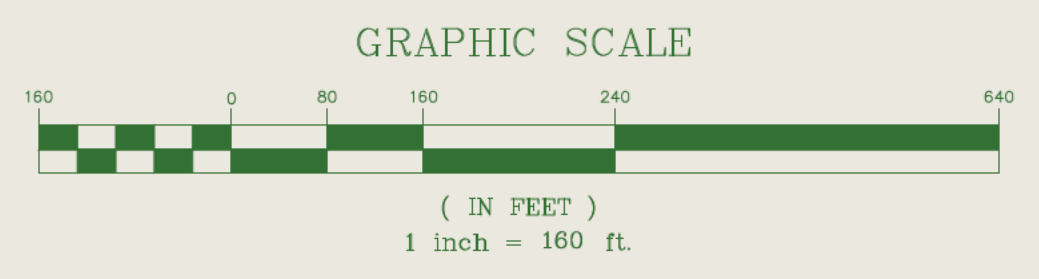 GRAPHIC SCALE
160 0 80 160 240 640
( IN FEET )
1 inch = 160 ft.